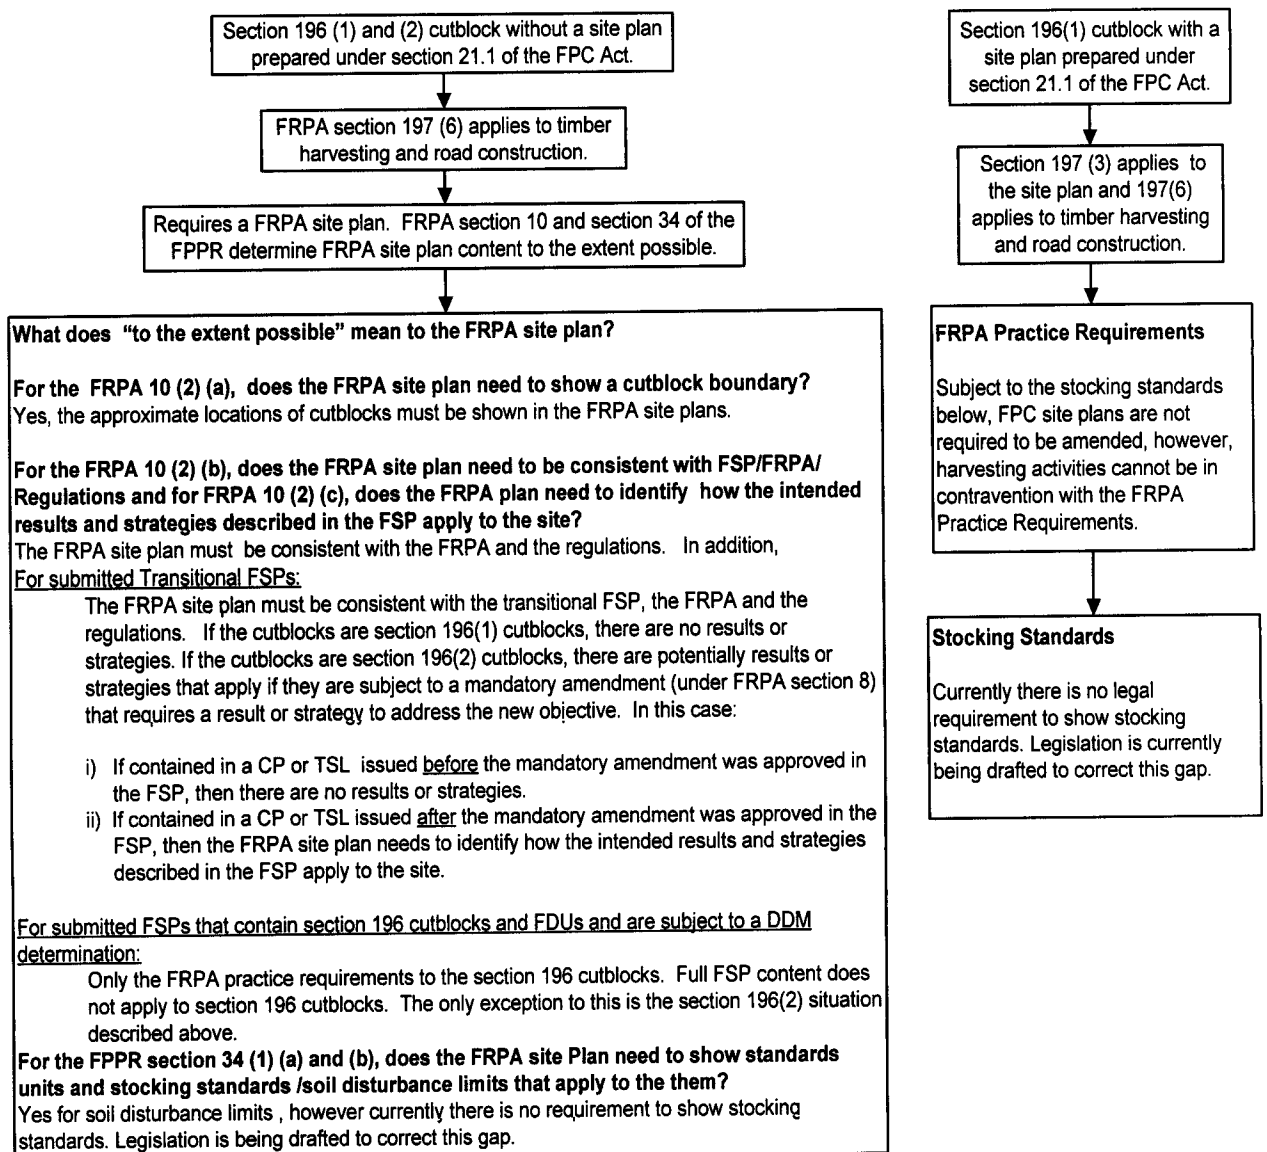 Section 196 (1) and (2) cutblock without a site plan
prepared under section 21.1 of the FPC Act.
FRPA section 197 (6) applies to timber
harvesting and road construction.
Requires a FRPA site plan. FRPA section 10 and section 34 of the
FPPR determine FRPA site plan content to the extent possible.
What does "to the extent possible" mean to the FRPA site plan?
For the FRPA 10 (2) (a), does the FRPA site plan need to show a cutblock boundary?
Yes, the approximate locations of cutblocks must be shown in the FRPA site plans.
For the FRPA 10 (2) (b), does the FRPA site plan need to be consistent with FSP/FRPA/
Regulations and for FRPA 10 (2) (c), does the FRPA plan need to identify how the intended
results and strategies described in the FSP apply to the site?
The FRPA site plan must be consistent with the FRPA and the regulations. In addition,
For submitted Transitional FSPs:
The FRPA site plan must be consistent with the transitional FSP, the FRPA and the
regulations. If the cutblocks are section 196(1) cutblocks, there are no results or
strategies. If the cutblocks are section 196(2) cutblocks, there are potentially results or
strategies that apply if they are subject to a mandatory amendment (under FRPA section 8)
that requires a result or strategy to address the new objective. In this case:
i) If contained in a CP or TSL issued before the mandatory amendment was approved in
the FSP, then there are no results or strategies.
ii) If contained in a CP or TSL issued after the mandatory amendment was approved in the
FSP, then the FRPA site plan needs to identify how the intended results and strategies
described in the FSP apply to the site.
For submitted FSPs that contain section 196 cutblocks and FDUs and are subject to a DDM
determination:
Only the FRPA practice requirements to the section 196 cutblocks. Full FSP content does
not apply to section 196 cutblocks. The only exception to this is the section 196(2) situation
described above.
For the FPPR section 34 (1) (a) and (b), does the FRPA site Plan need to show standards
units and stocking standards /soil disturbance limits that apply to the them?
Yes for soil disturbance limits , however currently there is no requirement to show stocking
standards. Legislation is being drafted to correct this gap.
Section 196(1) cutblock with a
site plan prepared under
section 21.1 of the FPC Act.
Section 197 (3) applies to
the site plan and 197(6)
applies to timber harvesting
and road construction.
FRPA Practice Requirements
Subject to the stocking standards
below, FPC site plans are not
required to be amended, however,
harvesting activities cannot be in
contravention with the FRPA
Practice Requirements.
Stocking Standards
Currently there is no legal
requirement to show stocking
standards. Legislation is currently
being drafted to correct this gap.